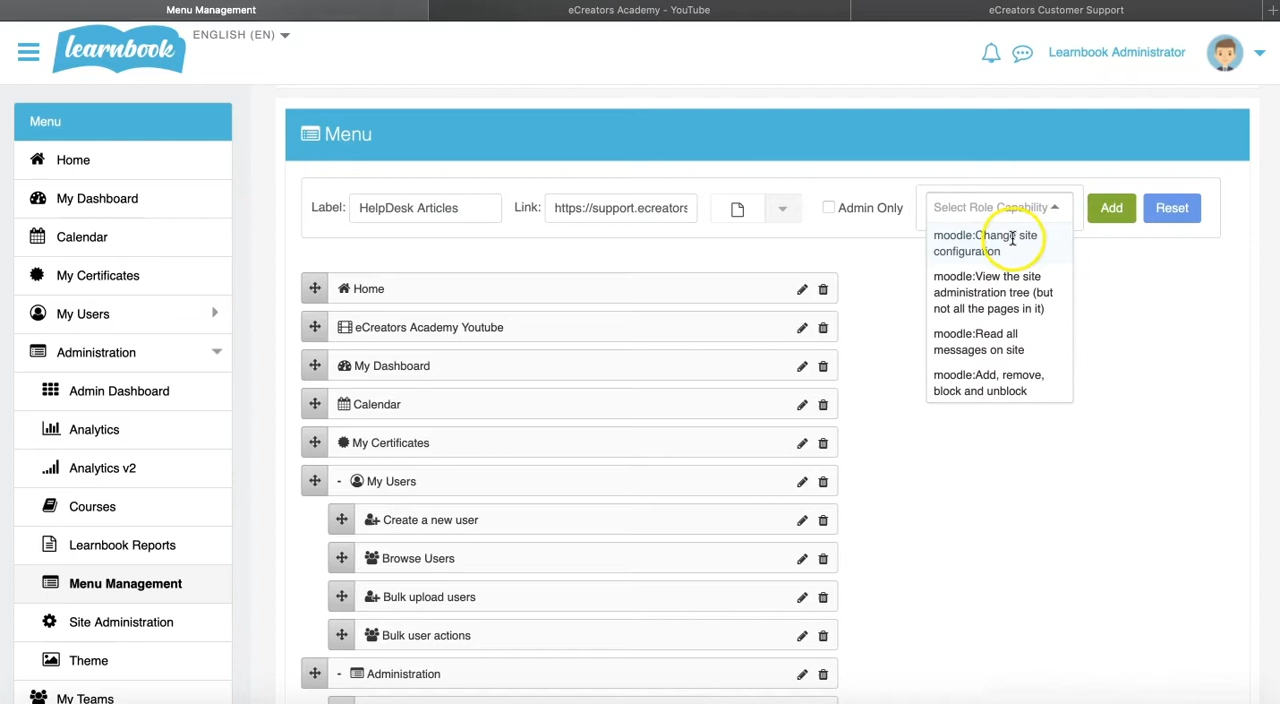 Menu Management
eCreators Academy - YouTube
eCreators Customer Support
learnbook
ENGLISH (EN)
Learnbook Administrator
Menu
Home
My Dashboard
Calendar
My Certificates
My Users
Administration
Admin Dashboard
Analytics
Analytics v2
Courses
Learnbook Reports
Menu Management
Site Administration
Theme
My Teams
Menu
Label: HelpDesk Articles Link: https://support.ecreators Admin Only Select Role Capability Add Reset
moodle:Change site
configuration
moodle:View the site
administration tree (but
not all the pages in it)
moodle:Read all
messages on site
moodle:Add, remove,
block and unblock
Home
eCreators Academy Youtube
My Dashboard
Calendar
My Certificates
- My Users
Create a new user
Browse Users
Bulk upload users
Bulk user actions
- Administration